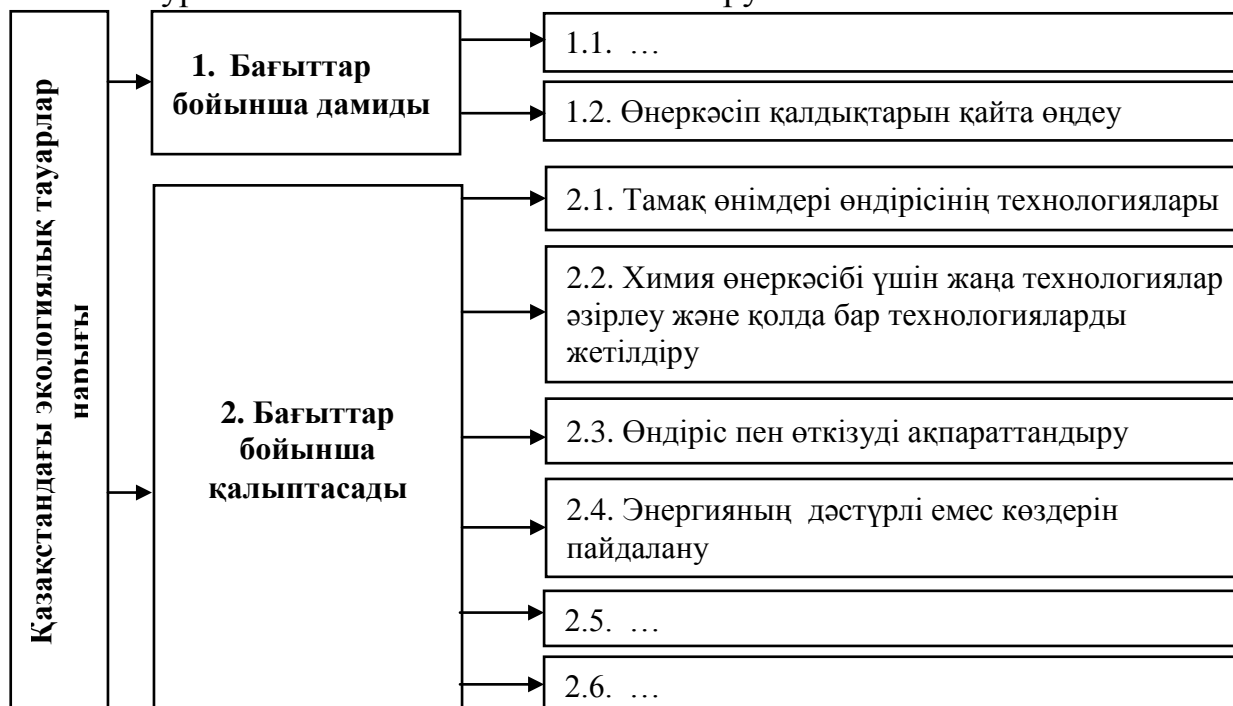 Қазақстандағы экологиялық тауарлар
нарығы
1. Бағыттар
бойынша дамиды
1.1. …
1.2. Өнеркәсіп қалдықтарын қайта өңдеу
2. Бағыттар
бойынша
қалыптасады
2.1. Тамақ өнімдері өндірісінің технологиялары
2.2. Химия өнеркәсібі үшін жаңа технологиялар
әзірлеу және қолда бар технологияларды
жетілдіру
2.3. Өндіріс пен өткізуді ақпараттандыру
2.4. Энергияның дәстүрлі емес көздерін
пайдалану
2.5. …
2.6. …